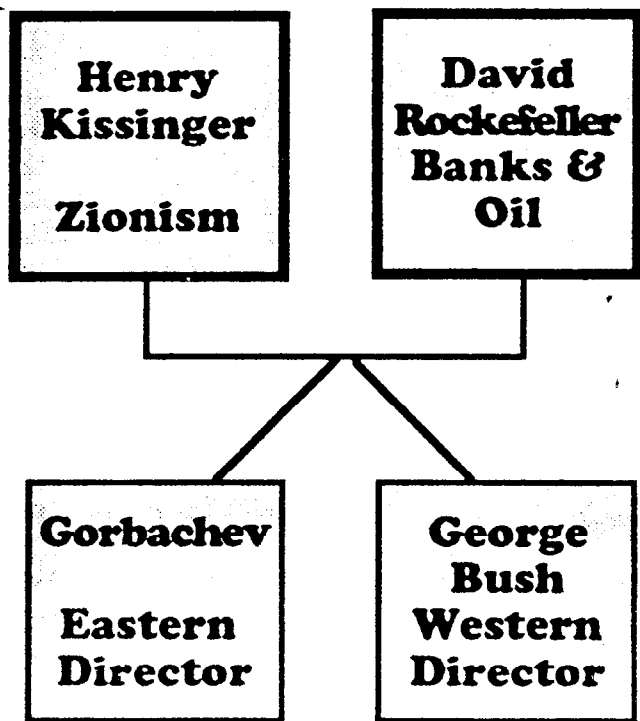 Henry
Kissinger
Zionism
David
Rockefeller
Banks &
Oil
Gorbachev
Eastern
Director
George
Bush
Western
Director